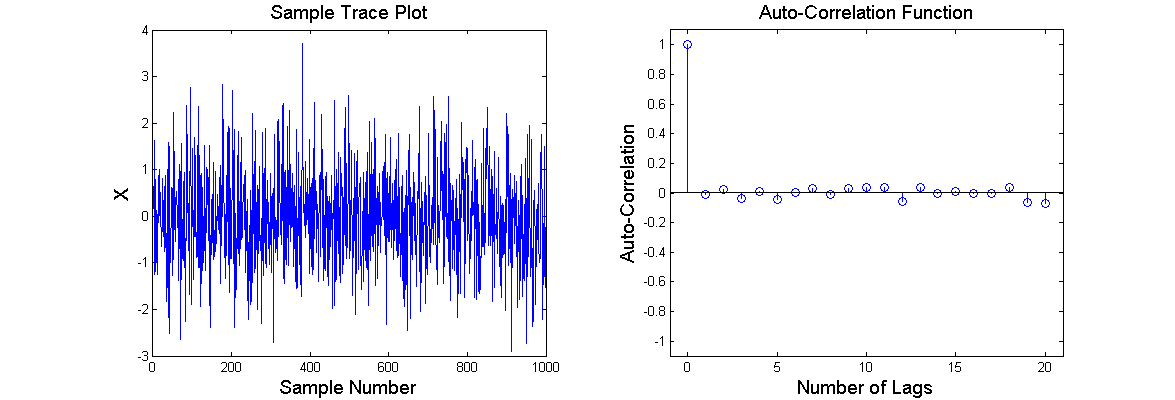 Sample Trace Plot
4
3
2
1
0
-1
-2
-3
X
0 200 400 600 800 1000
Sample Number
Auto-Correlation Function
1
0.8
0.6
0.4
0.2
0
-0.2
-0.4
-0.6
-0.8
-1
Auto-Correlation
0 5 10 15 20
Number of Lags